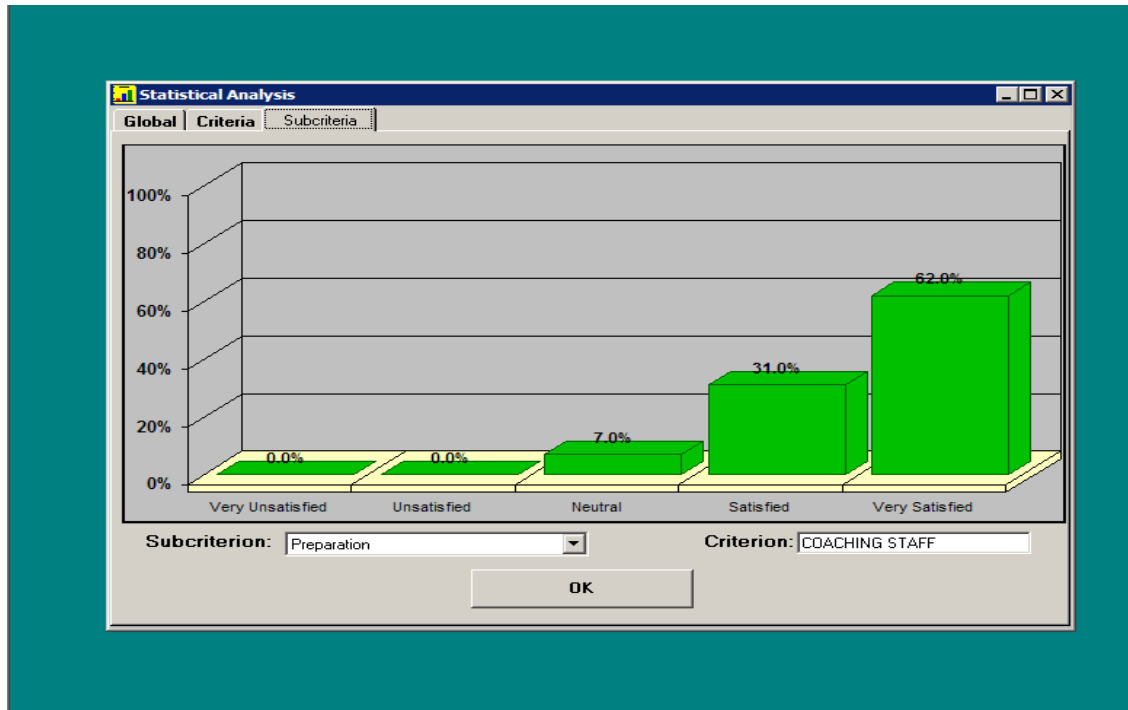 Statistical Analysis
Global Criteria Subcriteria
100%
80%
60%
40%
20%
0%
0.0%
0.0%
7.0%
31.0%
62.0%
Very Unsatisfied Unsatisfied Neutral Satisfied Very Satisfied
Subcriterion: Preparation Criterion: COACHING STAFF
OK